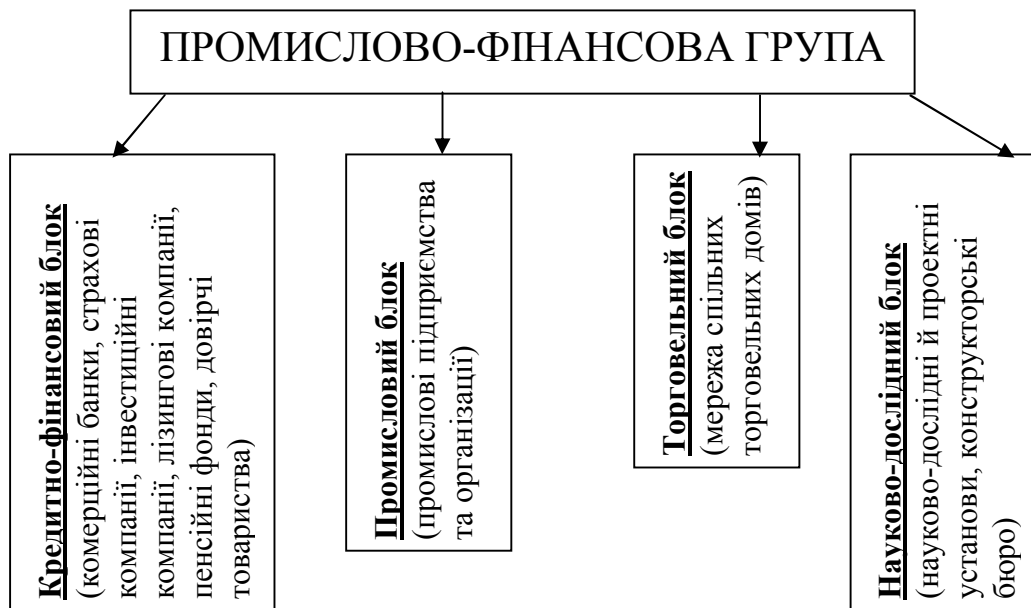 ПРОМИСЛОВО-ФІНАНСОВА ГРУПА
Кредитно-фінансовий блок
(комерційні банки, страхові
компанії, інвестиційні
компанії, лізингові компанії,
пенсійні фонди, довірчі
товариства)
Промисловий блок
(промислові підприємства
та організації)
Торговельний блок
(мережа спільних
торговельних домів)
Науково-дослідний блок
(науково-дослідні й проектні
установи, конструкторські
бюро)